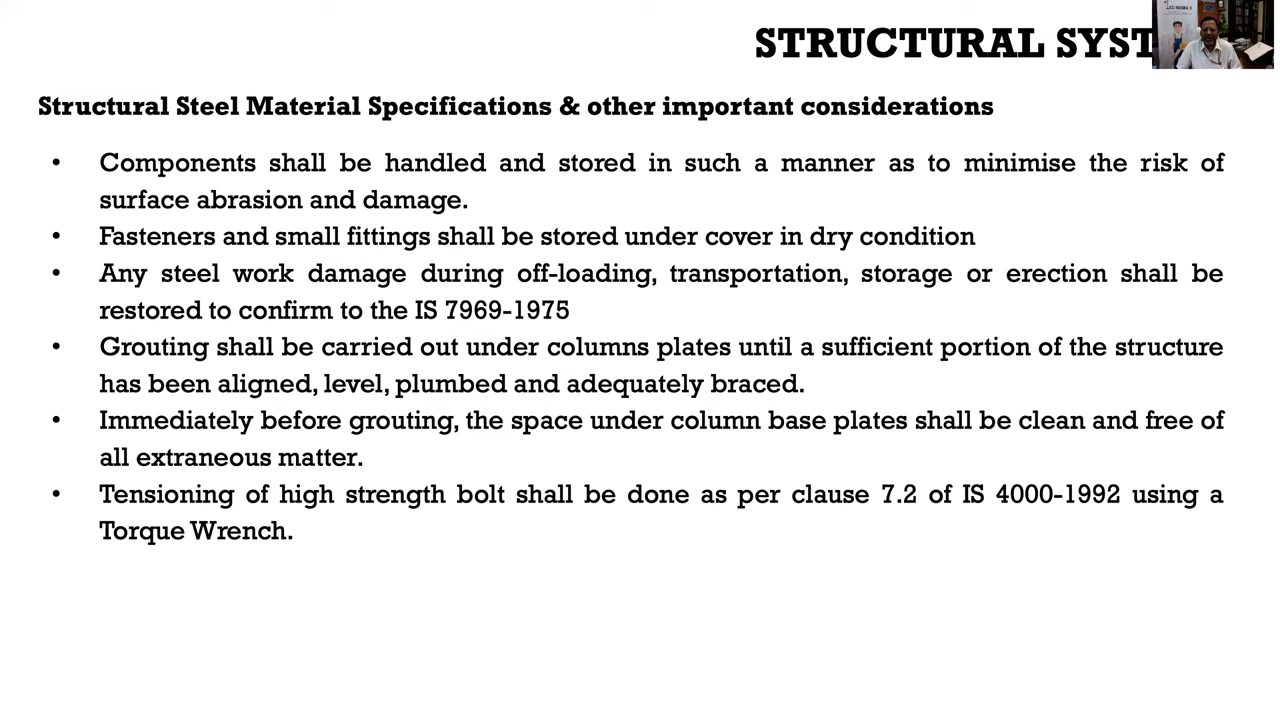 STRUCTURAL SYST
Structural Steel Material Specifications & other important considerations
• Components shall be handled and stored in such a manner as to minimise the risk of
surface abrasion and damage.
• Fasteners and small fittings shall be stored under cover in dry condition
• Any steel work damage during off-loading, transportation, storage or erection shall be
restored to confirm to the IS 7969-1975
• Grouting shall be carried out under columns plates until a sufficient portion of the structure
has been aligned, level, plumbed and adequately braced.
• Immediately before grouting, the space under column base plates shall be clean and free of
all extraneous matter.
• Tensioning of high strength bolt shall be done as per clause 7.2 of IS 4000-1992 using a
Torque Wrench.